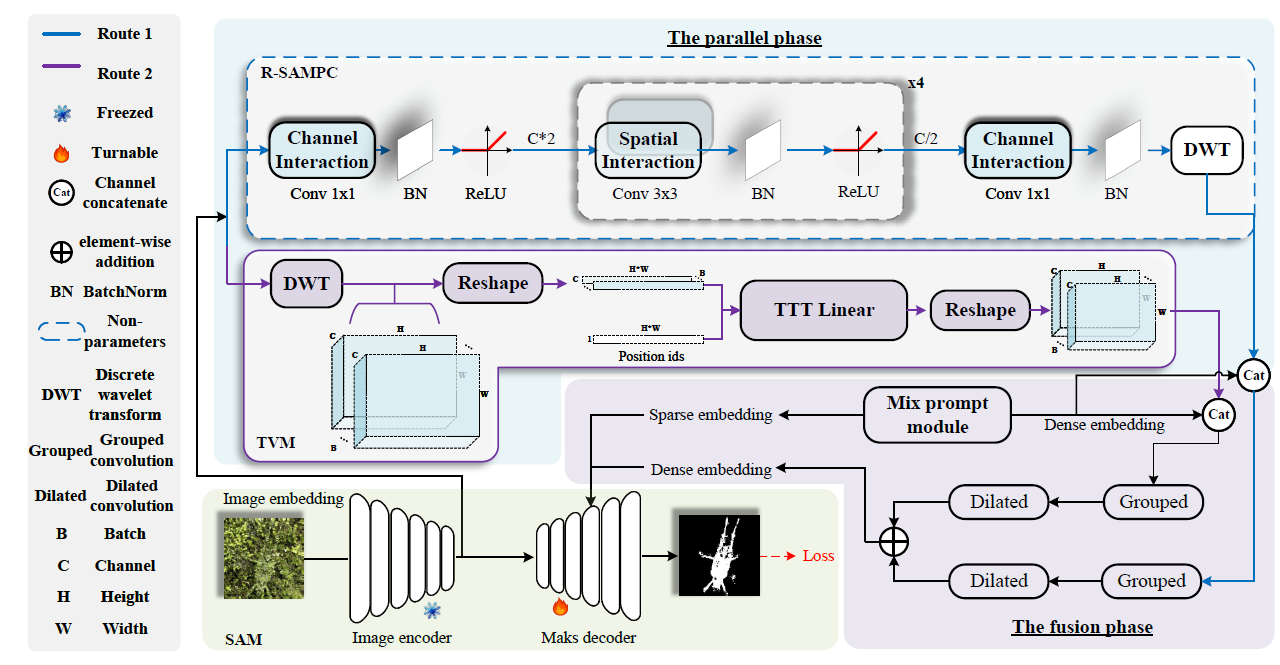 Route 1
Route 2
Freezed
Turnable
Cat
Channel
concatenate
element-wise
addition
BN BatchNorm
Non-
parameters
DWT
Discrete
wavelet
transform
Grouped
Grouped
convolution
Dilated
Dilated
convolution
B Batch
C Channel
H Height
W Width
The parallel phase
R-SAMPC
x4
Channel
Interaction
Conv 1x1
BN
ReLU
C*2
Spatial
Interaction
Conv 3x3
BN
ReLU
C/2
Channel
Interaction
Conv 1x1
BN
DWT
DWT
Reshape
C
H*W
B
1
H*W
Position ids
TTT Linear
Reshape
C
H
C
H
W
W
B
C
H
C
H
W
W
B
TVM
Cat
Cat
Mix prompt
module
Sparse embedding
Dense embedding
Dense embedding
Dilated
Grouped
Dilated
Grouped
The fusion phase
Image embedding
Image encoder
Maks decoder
Loss
SAM